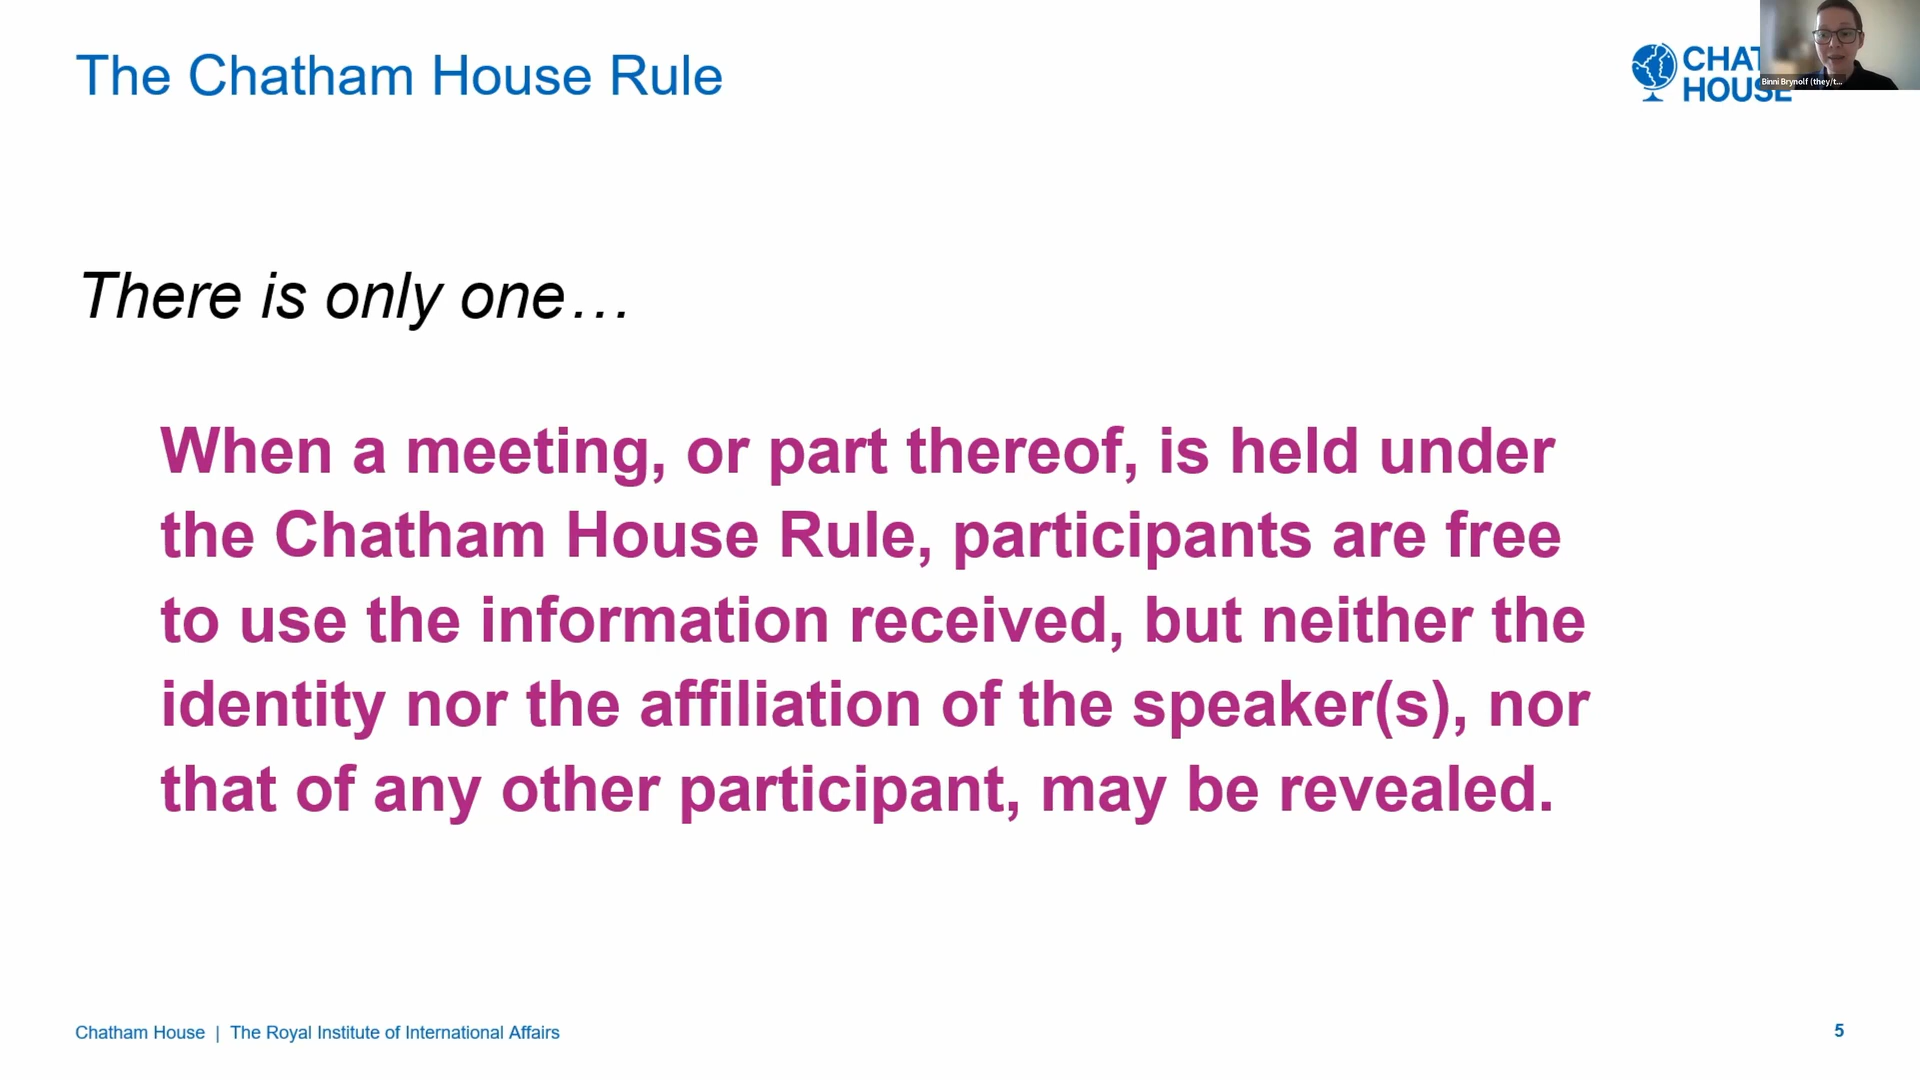 The Chatham House Rule
CHAT
HOUSE
Binni Brynolf (they/t...
There is only one…
When a meeting, or part thereof, is held under
the Chatham House Rule, participants are free
to use the information received, but neither the
identity nor the affiliation of the speaker(s), nor
that of any other participant, may be revealed.
Chatham House | The Royal Institute of International Affairs
5